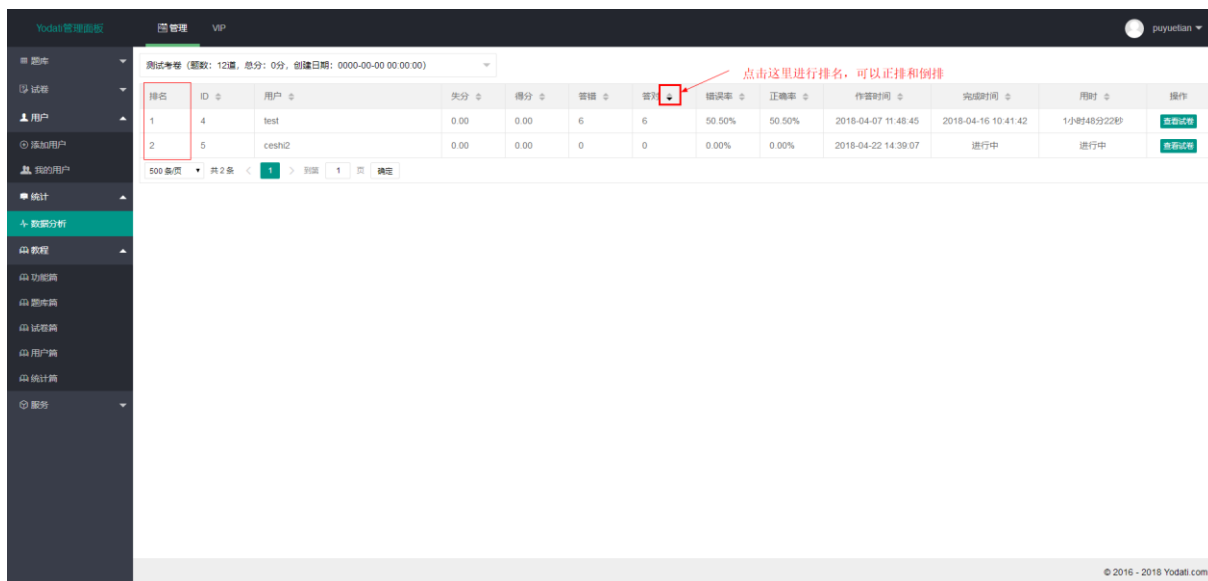 Yodati管理面板 管理 VIP puyuetian
题库
试卷
用户
添加用户
我的用户
统计
数据分析
教程
功能篇
题库篇
试卷篇
用户篇
统计篇
服务
测试考卷（题数：12道，总分：0分，创建日期：0000-00-00 00:00:00）
点击这里进行排名，可以正排和倒排
排名 ID 用户 失分 得分 答错 答对 错误率 正确率 作答时间 完成时间 用时 操作
1 4 test 0.00 0.00 6 6 50.50% 50.50% 2018-04-07 11:48:45 2018-04-16 10:41:42 1小时48分22秒 查看试卷
2 5 ceshi2 0.00 0.00 0 0 0.00% 0.00% 2018-04-22 14:39:07 进行中 进行中 查看试卷
500 条/页 共 2 条 1 到第 1 页 确定
© 2016 - 2018 Yodati.com